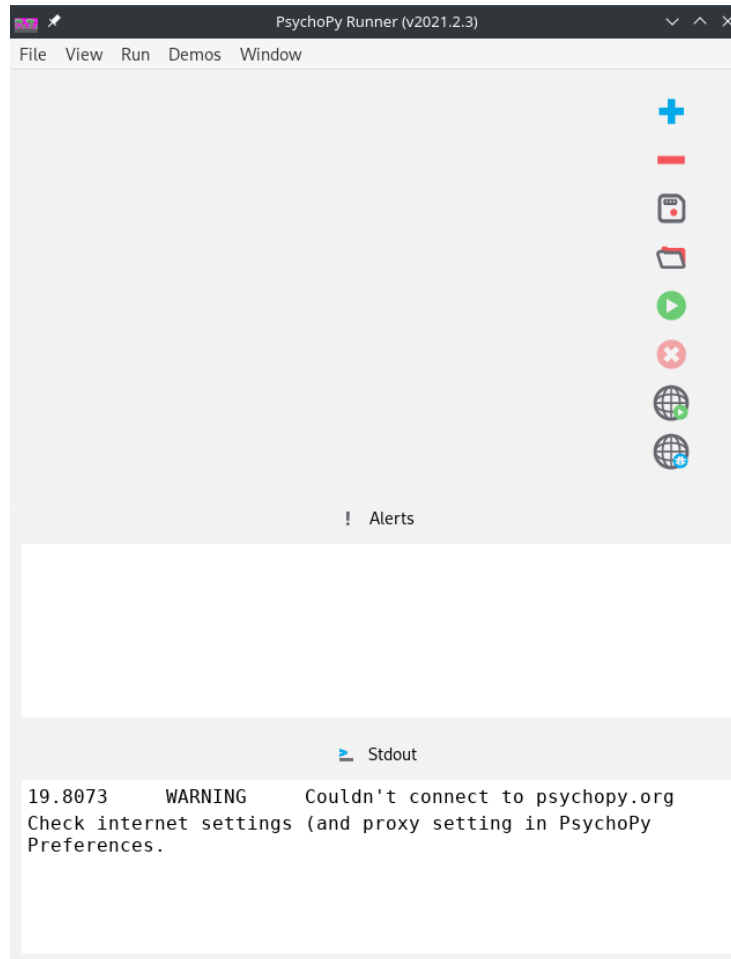 PsychoPy Runner (v2021.2.3)
File View Run Demos Window
! Alerts
Stdout
19.8073 WARNING Couldn't connect to psychopy.org
Check internet settings (and proxy setting in PsychoPy
Preferences.